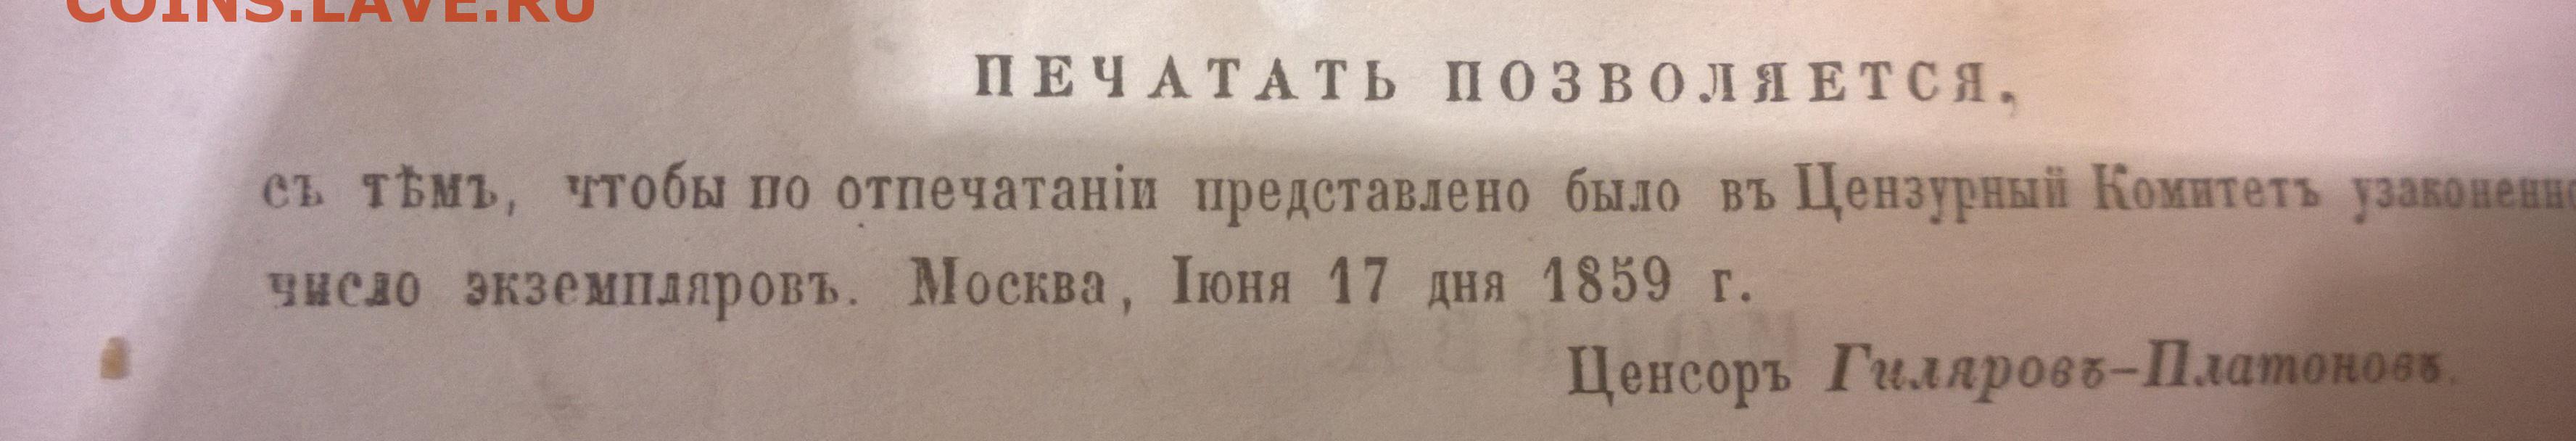 COINS.LAVE.RU
ПЕЧАТАТЬ ПОЗВОЛЯЕТСЯ,
съ тѣмъ, чтобы по отпечатаніи представлено было въ Цензурный Комитетъ узаконенно
число экземпляровъ. Москва, Іюня 17 дня 1859 г.
Ценсоръ Гиляровъ-Платоновъ.